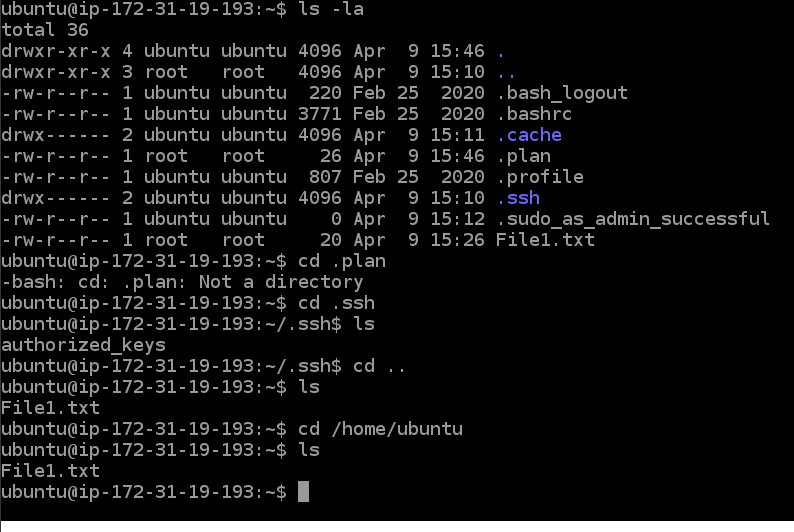 ubuntu@ip-172-31-19-193:~$ ls -la
total 36
drwxr-xr-x 4 ubuntu ubuntu 4096 Apr  9 15:46 .
drwxr-xr-x 3 root   root   4096 Apr  9 15:10 ..
-rw-r--r-- 1 ubuntu ubuntu  220 Feb 25  2020 .bash_logout
-rw-r--r-- 1 ubuntu ubuntu 3771 Feb 25  2020 .bashrc
drwx------ 2 ubuntu ubuntu 4096 Apr  9 15:11 .cache
-rw-r--r-- 1 root   root     26 Apr  9 15:46 .plan
-rw-r--r-- 1 ubuntu ubuntu  807 Feb 25  2020 .profile
drwx------ 2 ubuntu ubuntu 4096 Apr  9 15:10 .ssh
-rw-r--r-- 1 ubuntu ubuntu    0 Apr  9 15:12 .sudo_as_admin_successful
-rw-r--r-- 1 root   root     20 Apr  9 15:26 File1.txt
ubuntu@ip-172-31-19-193:~$ cd .plan
-bash: cd: .plan: Not a directory
ubuntu@ip-172-31-19-193:~$ cd .ssh
ubuntu@ip-172-31-19-193:~/.ssh$ ls
authorized_keys
ubuntu@ip-172-31-19-193:~/.ssh$ cd ..
ubuntu@ip-172-31-19-193:~$ ls
File1.txt
ubuntu@ip-172-31-19-193:~$ cd /home/ubuntu
ubuntu@ip-172-31-19-193:~$ ls
File1.txt
ubuntu@ip-172-31-19-193:~$